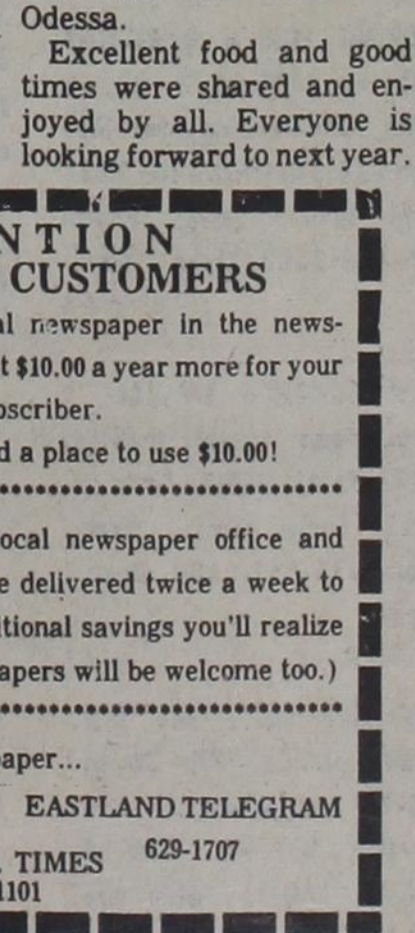 Odessa.
Excellent food and good
times were shared and en-
joyed by all. Everyone is
looking forward to next year.
NTION
CUSTOMERS
al newspaper in the news-
t $10.00 a year more for your
bscriber.
d a place to use $10.00!
ocal newspaper office and
e delivered twice a week to
itional savings you'll realize
apers will be welcome too.)
aper...
EASTLAND TELEGRAM
629-1707
TIMES
1101